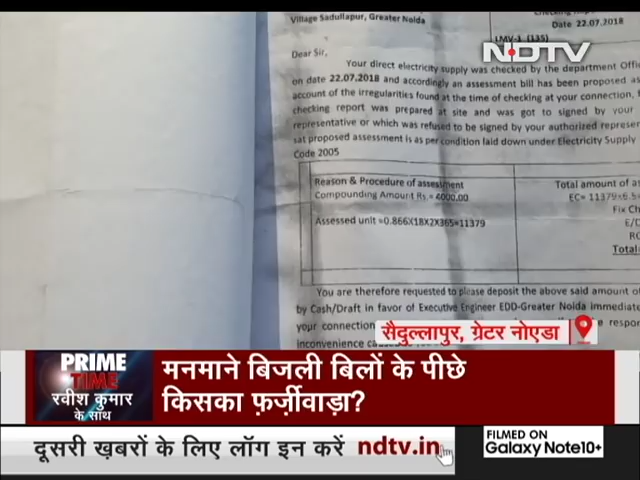 Village Sadullapur, Greater Noida
Date 22.07.2018
LMV-1 (135)
NDTV
Dear Sir,
Your direct electricity supply was checked by the department
on date 22.07.2018 and accordingly an assessment bill has been proposed as
account of the irregularities found at the time of checking at your connection,
checking report was prepared at site and was got to signed by your
representative or which was refused to be signed by your authorized
sat proposed assessment is as per condition laid down under Electricity Supply
Code 2005
Reason & Procedure of assessment
Compounding Amount Rs = 4000.00
Assessed unit =0.866X18X2X365=11379
Total amount of
Fix
You are therefore requested to please deposit the above said amount of
by Cash/Draft in favor of Executive Engineer EDD-Greater Noida
your connection
inconvenience
सैदुल्लापुर, ग्रेटर नोएडा
PRIME
TIME
रवीश कुमार
के साथ
मनमाने बिजली बिलों के पीछे
किसका फ़र्ज़ीवाड़ा?
दूसरी ख़बरों के लिए लॉग इन करें ndtv.in
FILMED ON
Galaxy Note10+